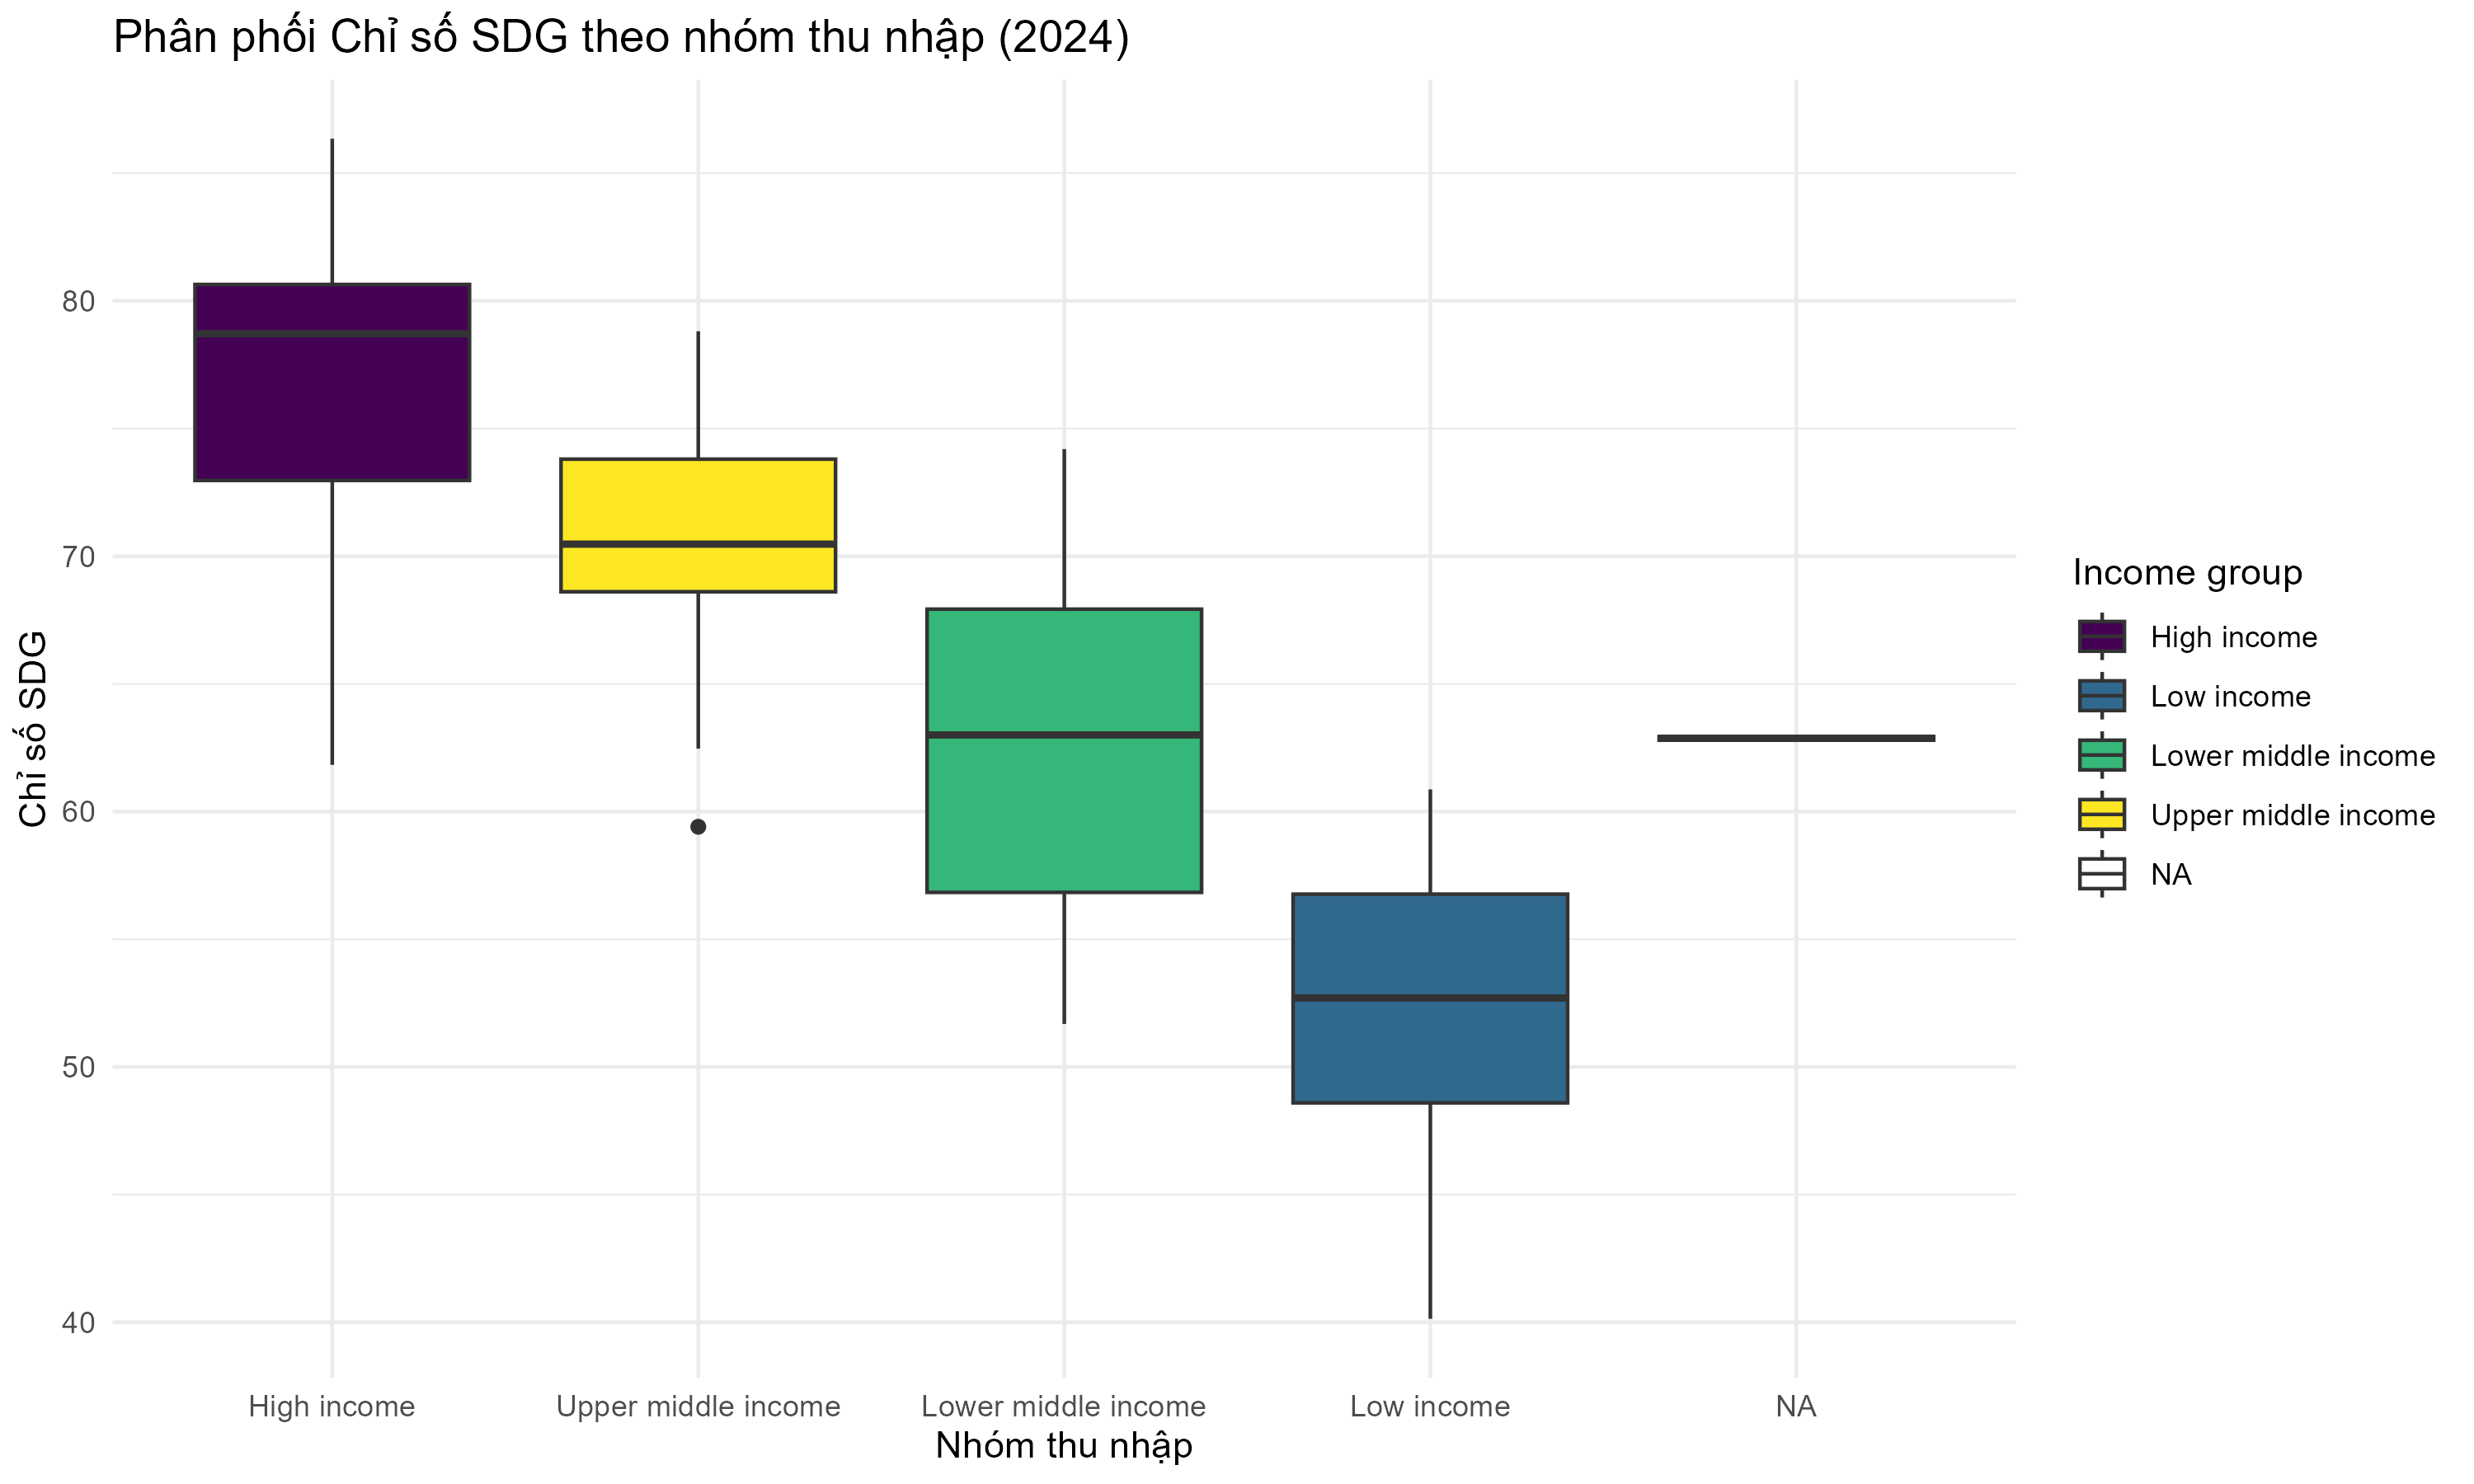 Phân phối Chỉ số SDG theo nhóm thu nhập (2024)
Chỉ số SDG
80
70
60
50
40
High income
Upper middle income
Lower middle income
Low income
NA
Nhóm thu nhập
Income group
High income
Low income
Lower middle income
Upper middle income
NA